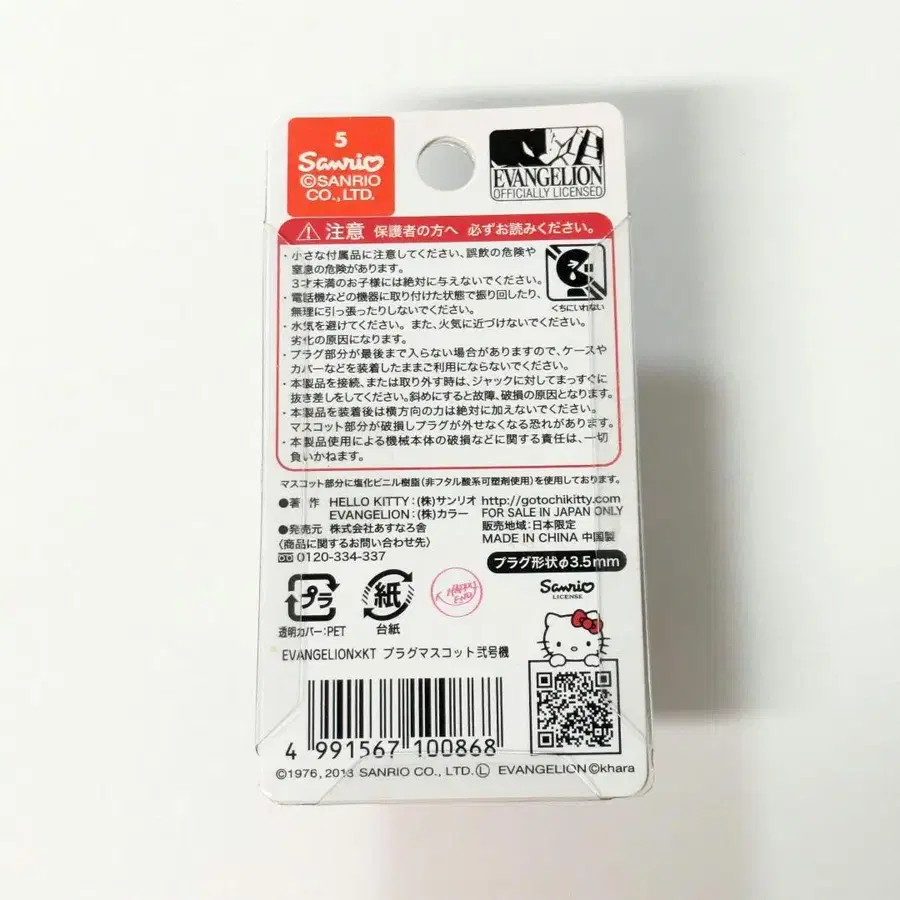 5
Sanrio
©SANRIO
CO.,LTD.
EVANGELION
OFFICIALLY LICENSED
注意 保護者の方へ 必ずお読みください。
・小さな付属品に注意してください、誤飲の危険や
窒息の危険があります。
3才未満のお子様には絶対に与えないでください。
・電話機などの機器に取り付けた状態で振り回したり、
無理に引っ張ったりしないでください。
くちにいれない
・水気を避けてください。また、火気に近づけないでください。
劣化の原因になります。
・プラグ部分が最後まで入らない場合がありますので、ケースや
カバーなどを装着したままご利用にならないでください。
・本製品を接続、または取り外す時は、ジャックに対してまっすぐに
抜き差しをしてください。斜めにすると故障、破損の原因となります。
・本製品を装着後は横方向の力は絶対に加えないでください。
マスコット部分が破損しプラグが外せなくなる恐れがあります。
・本製品使用による機械本体の破損などに関する責任は、一切
負いかねます。
マスコット部分に塩化ビニル樹脂(非フタル酸系可塑剤使用)を使用しております。
●著 作 HELLO KITTY:(株)サンリオ
EVANGELION:(株)カラー
●発売元 株式会社あすなろ舎
〈商品に関するお問い合わせ先〉
0120-334-337
http://gotochikitty.com
FOR SALE IN JAPAN ONLY
販売地域:日本限定
MADE IN CHINA 中国製
プラグ形状φ3.5mm
プラ
透明カバー:PET
紙
台紙
Sanrio
LICENSE
EVANGELION×KT プラグマスコット弐号機
4 991567 100868
©1976, 2013 SANRIO CO., LTD. Ⓛ EVANGELION©khara